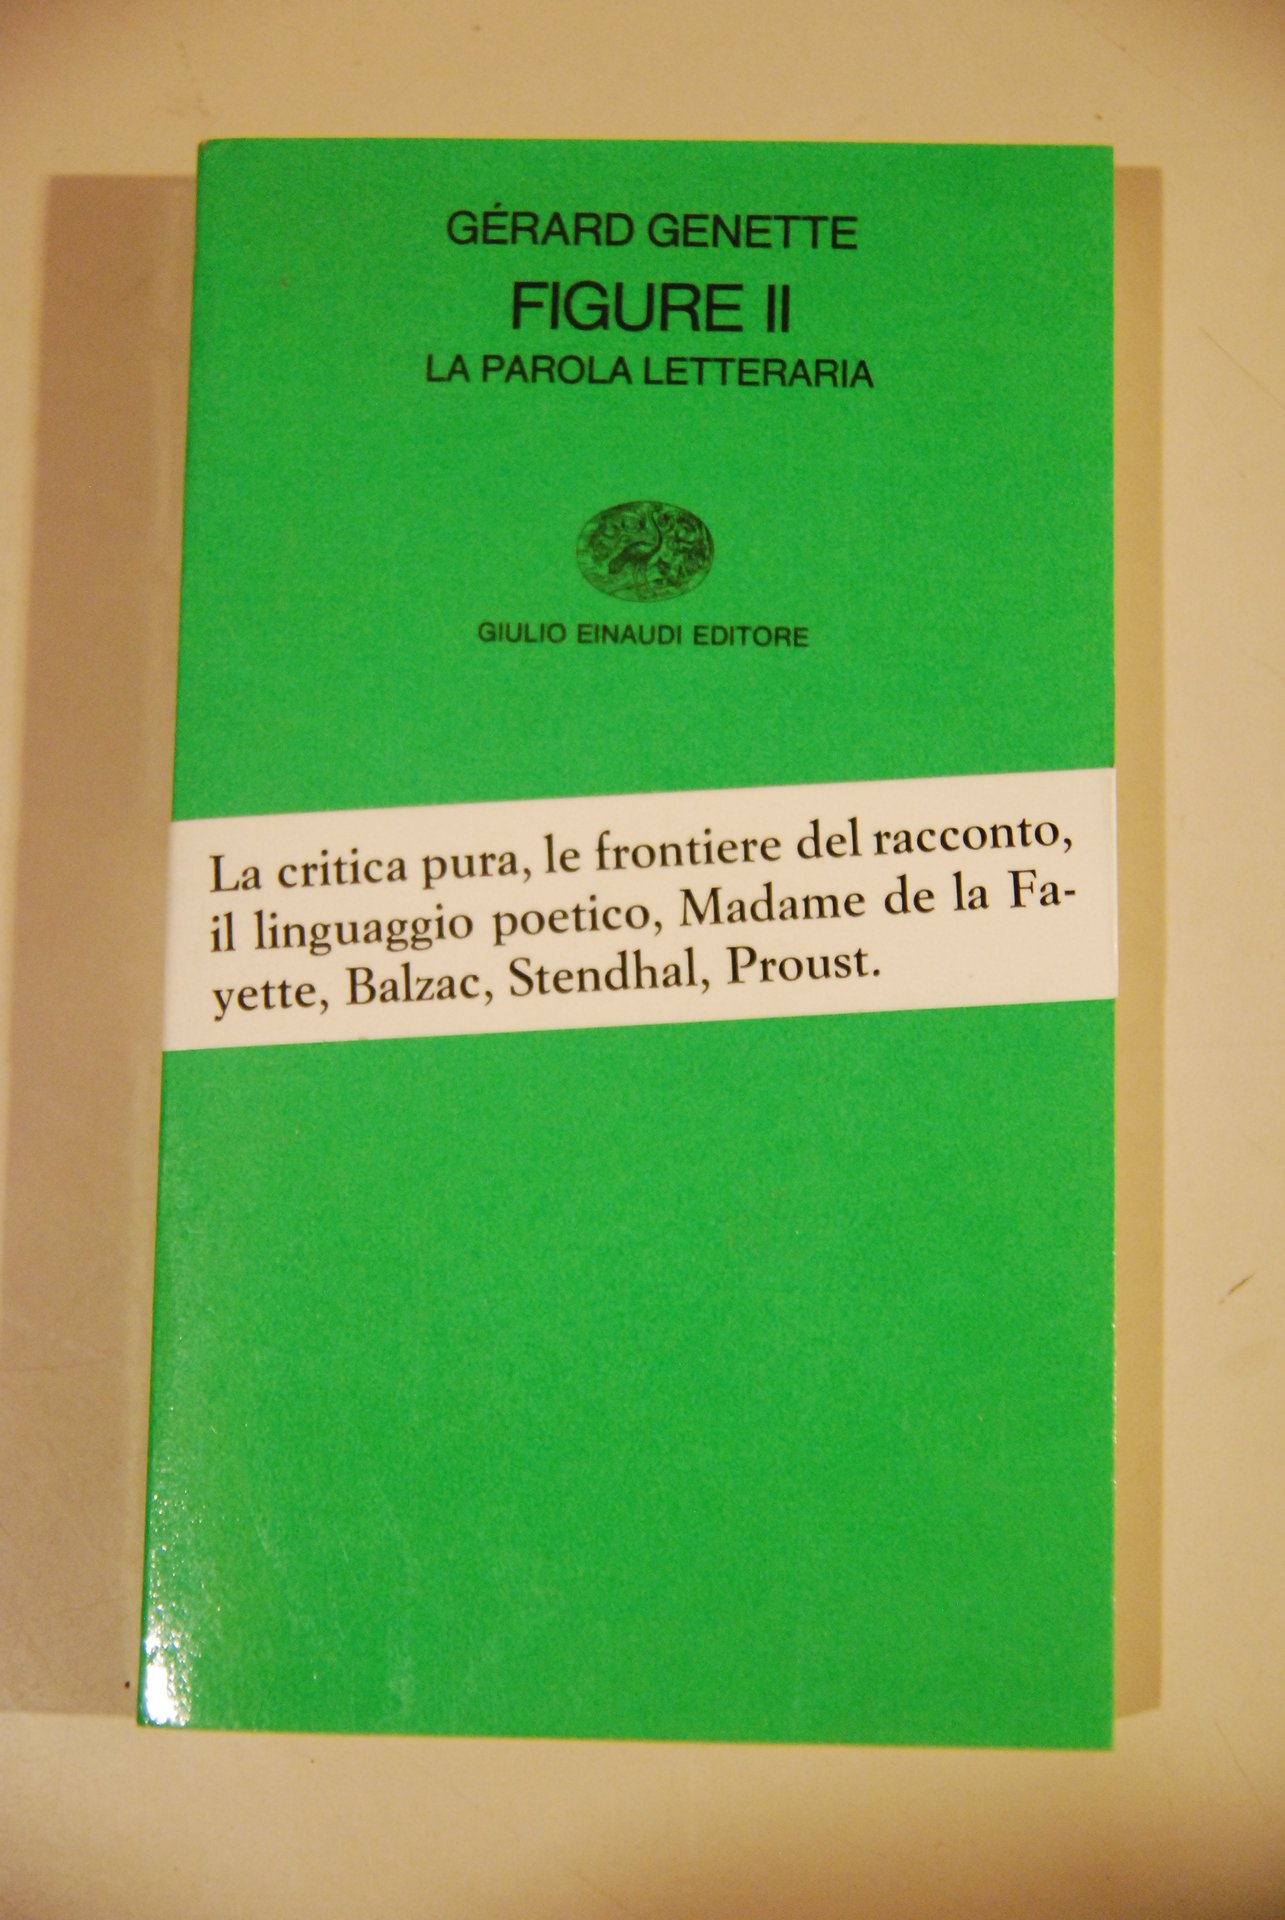 GÉRARD GENETTE
FIGURE II
LA PAROLA LETTERARIA
GIULIO EINAUDI EDITORE
La critica pura, le frontiere del racconto,
il linguaggio poetico, Madame de la Fa-
yette, Balzac, Stendhal, Proust.